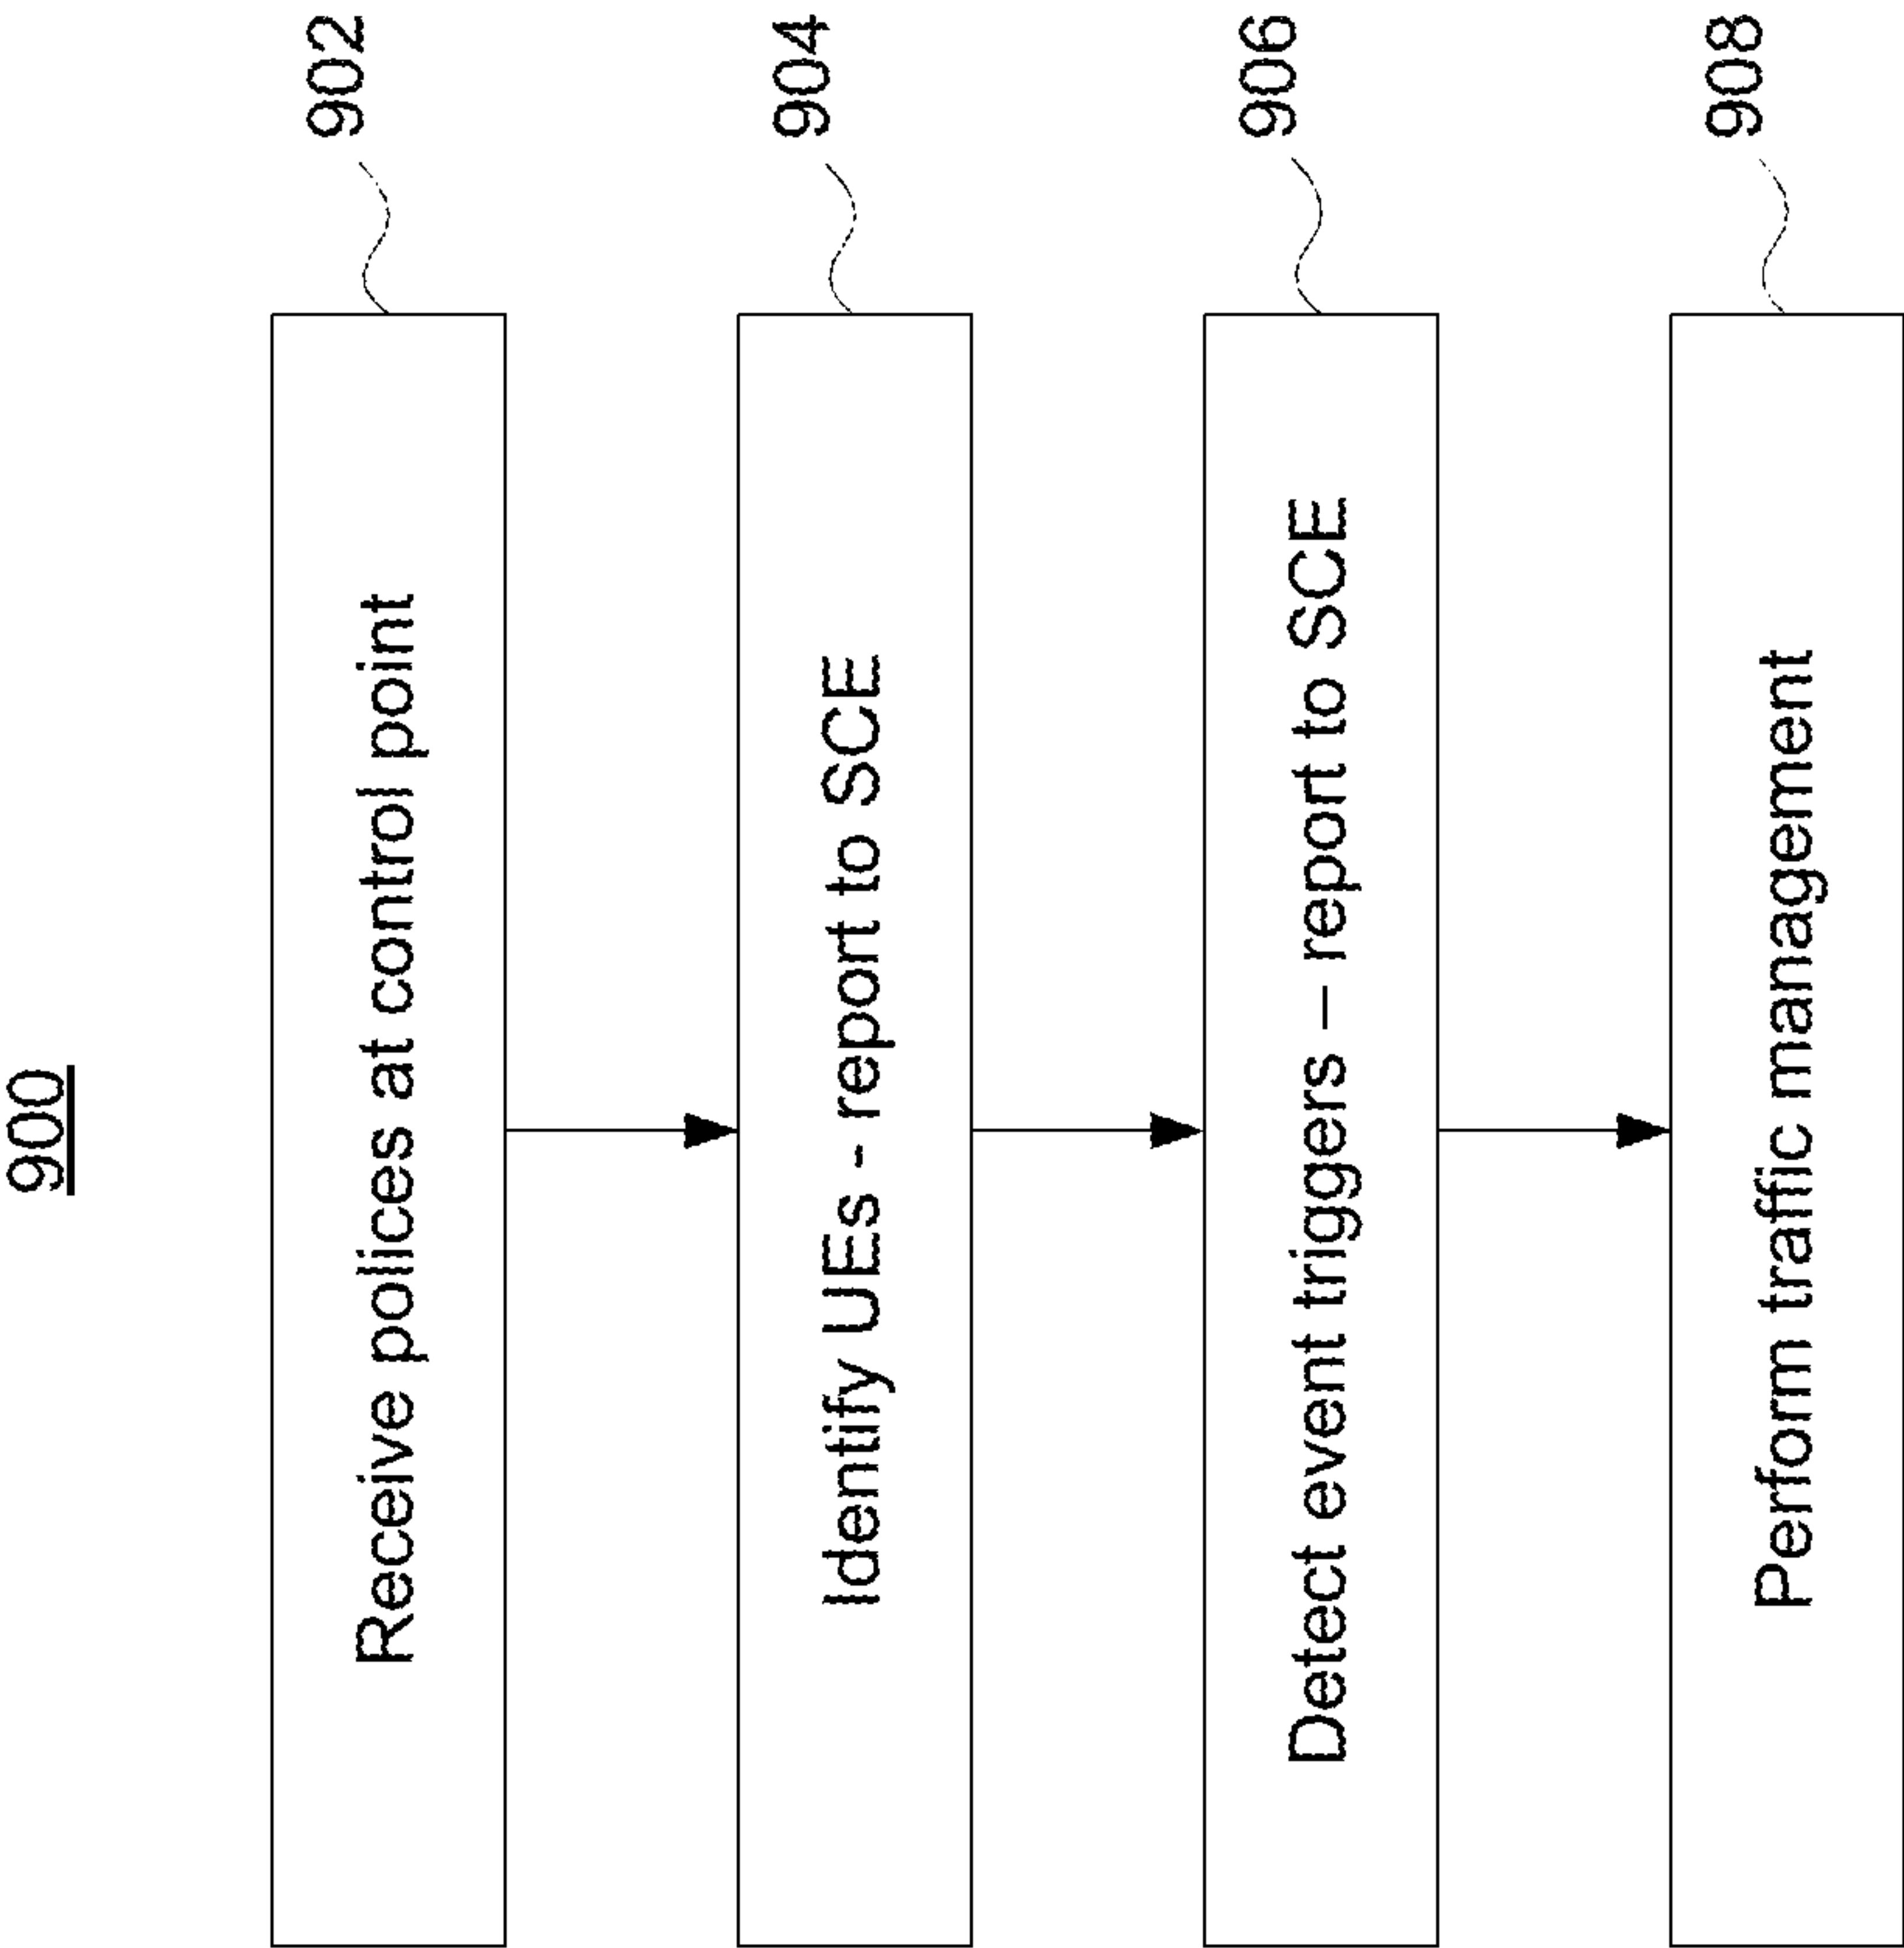 900
Receive polices at control point
902
Identify UEs - report to SCE
904
Detect event triggers – report to SCE
906
Perform traffic management
908